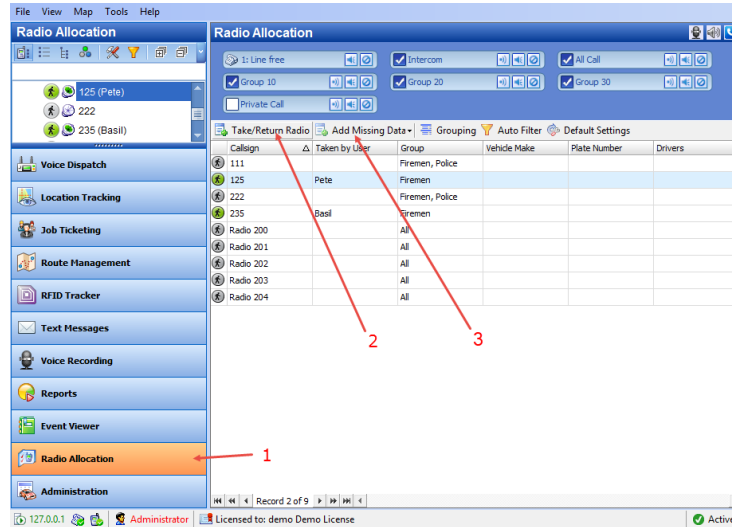 File View Map Tools Help
Radio Allocation
125 (Pete)
222
235 (Basil)
Voice Dispatch
Location Tracking
Job Ticketing
Route Management
RFID Tracker
Text Messages
Voice Recording
Reports
Event Viewer
Radio Allocation
Administration
Radio Allocation
1: Line free Intercom All Call
Group 10 Group 20 Group 30
Private Call
Take/Return Radio Add Missing Data Grouping Auto Filter Default Settings
Callsign Taken by User Group Vehicle Make Plate Number Drivers
111 Firemen, Police
125 Pete Firemen
222 Firemen, Police
235 Basil Firemen
Radio 200 All
Radio 201 All
Radio 202 All
Radio 203 All
Radio 204 All
2 3
1
Record 2 of 9
127.0.0.1 Administrator Licensed to: demo Demo License Active